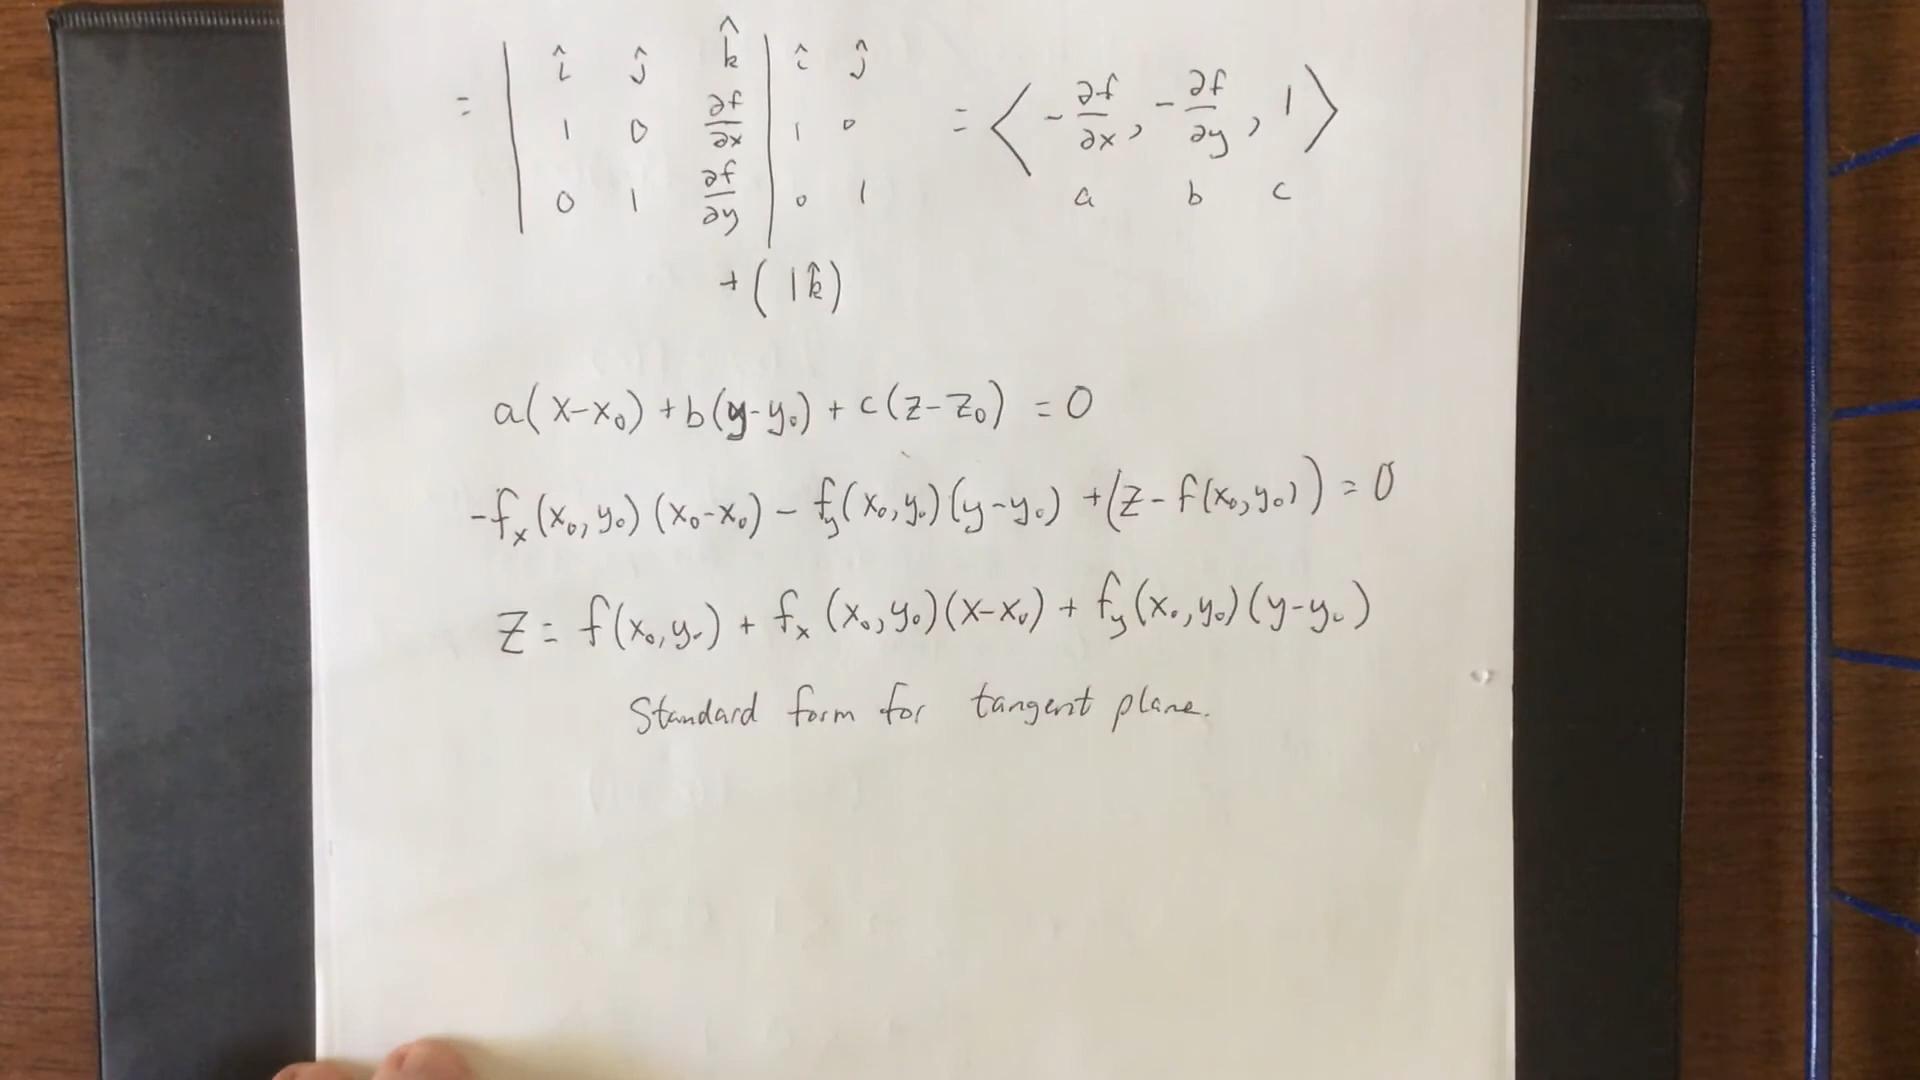 = | î ĵ k̂ | î ĵ
1 0 ∂f/∂x | 1 0 = ⟨ -∂f/∂x, -∂f/∂y, 1 ⟩
0 1 ∂f/∂y | 0 1 a b c
+ ( 1k̂ )
a(x-x₀) + b(y-y₀) + c(z-z₀) = 0
-fₓ(x₀,y₀)(x₀-x₀) - f_y(x₀,y₀)(y-y₀) + (z - f(x₀,y₀)) = 0
z = f(x₀,y₀) + fₓ(x₀,y₀)(x-x₀) + f_y(x₀,y₀)(y-y₀)
Standard form for tangent plane.